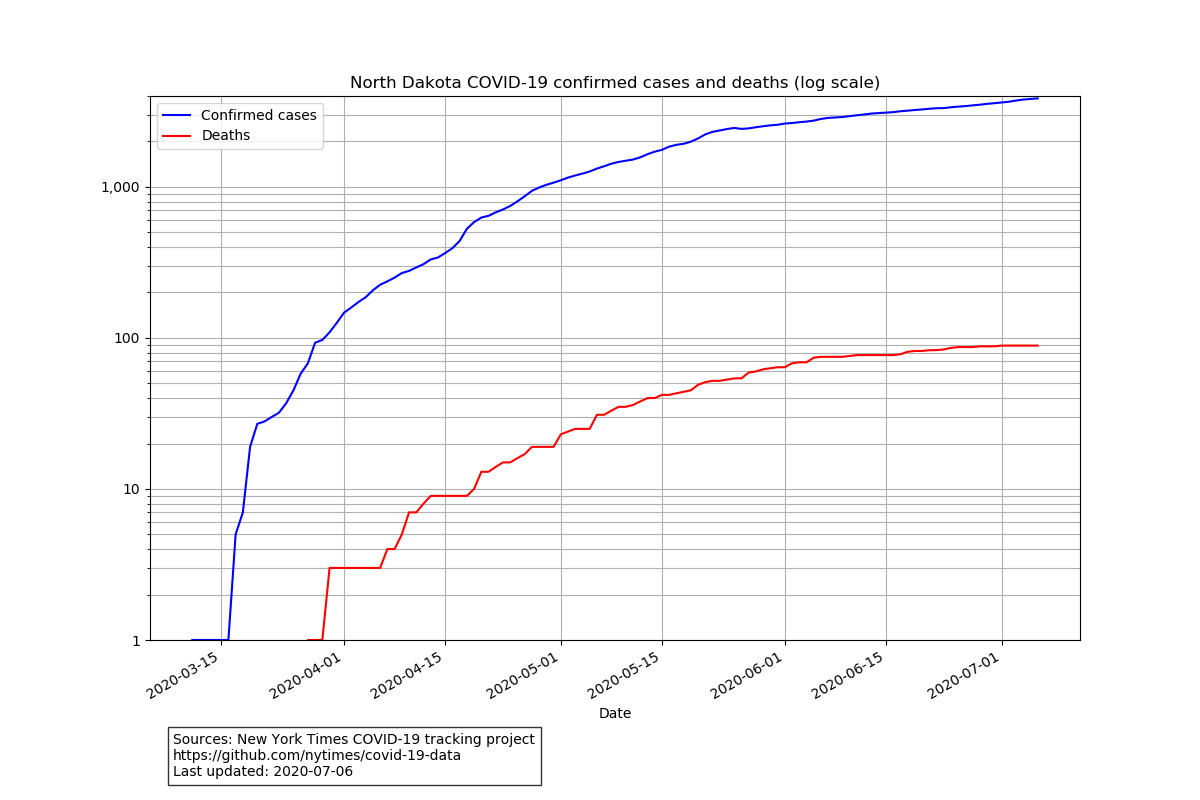 North Dakota COVID-19 confirmed cases and deaths (log scale)
Confirmed cases
Deaths
1,000
100
10
1
2020-03-15
2020-04-01
2020-04-15
2020-05-01
2020-05-15
2020-06-01
2020-06-15
2020-07-01
Date
Sources: New York Times COVID-19 tracking project
https://github.com/nytimes/covid-19-data
Last updated: 2020-07-06